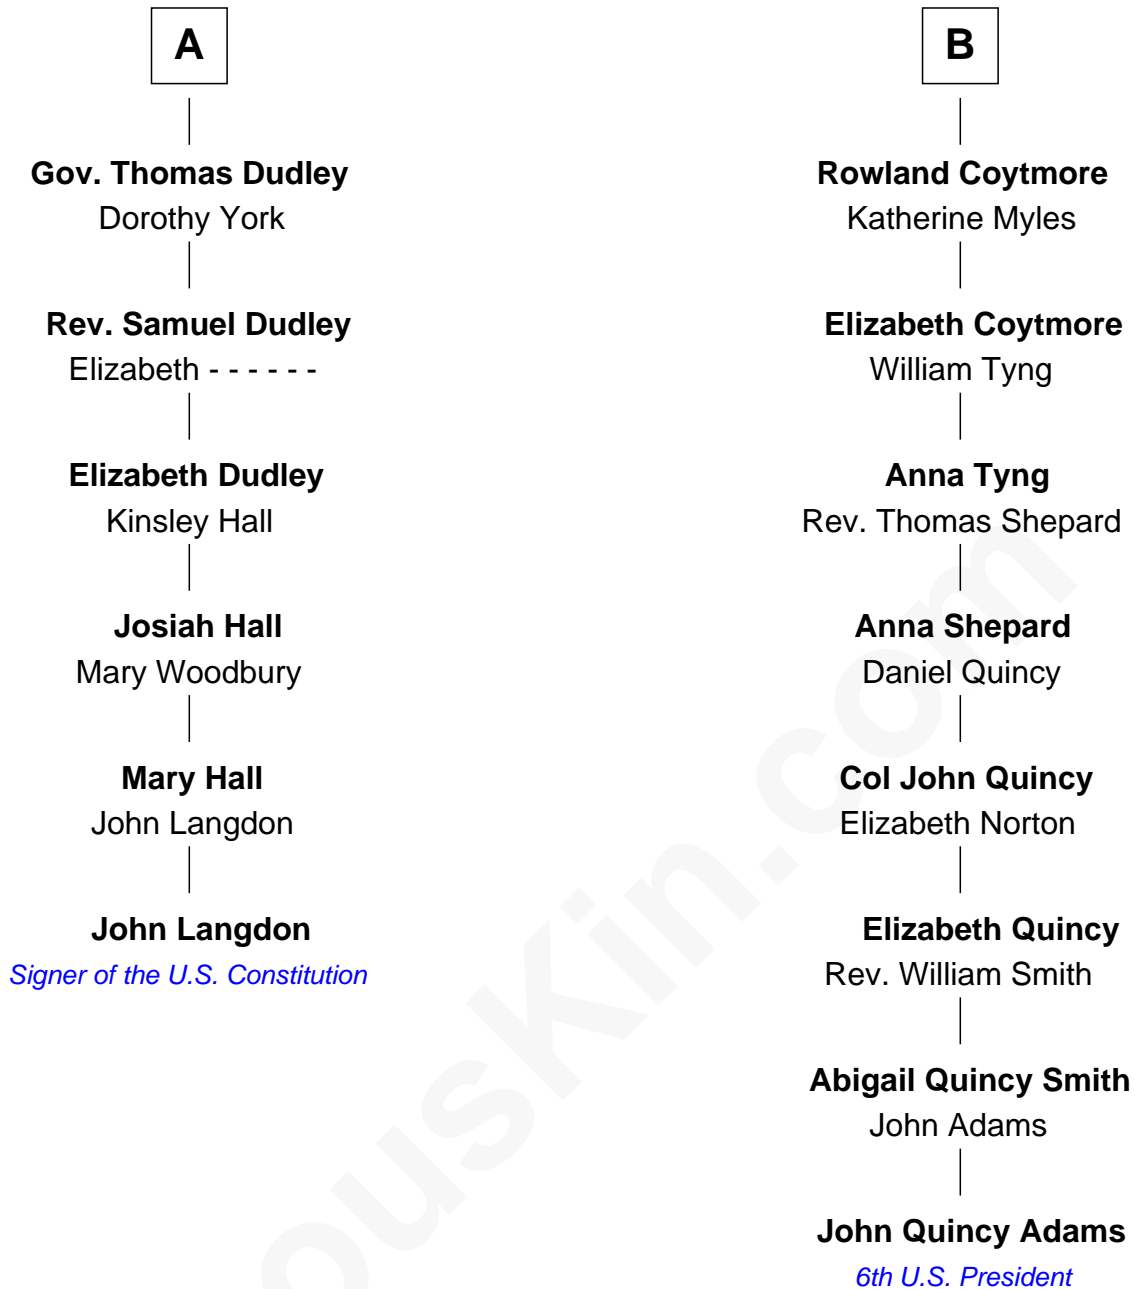 A
Gov. Thomas Dudley
Dorothy York
Rev. Samuel Dudley
Elizabeth - - - - - -
Elizabeth Dudley
Kinsley Hall
Josiah Hall
Mary Woodbury
Mary Hall
John Langdon
John Langdon
Signer of the U.S. Constitution
B
Rowland Coytmore
Katherine Myles
Elizabeth Coytmore
William Tyng
Anna Tyng
Rev. Thomas Shepard
Anna Shepard
Daniel Quincy
Col John Quincy
Elizabeth Norton
Elizabeth Quincy
Rev. William Smith
Abigail Quincy Smith
John Adams
John Quincy Adams
6th U.S. President
ouskin.com